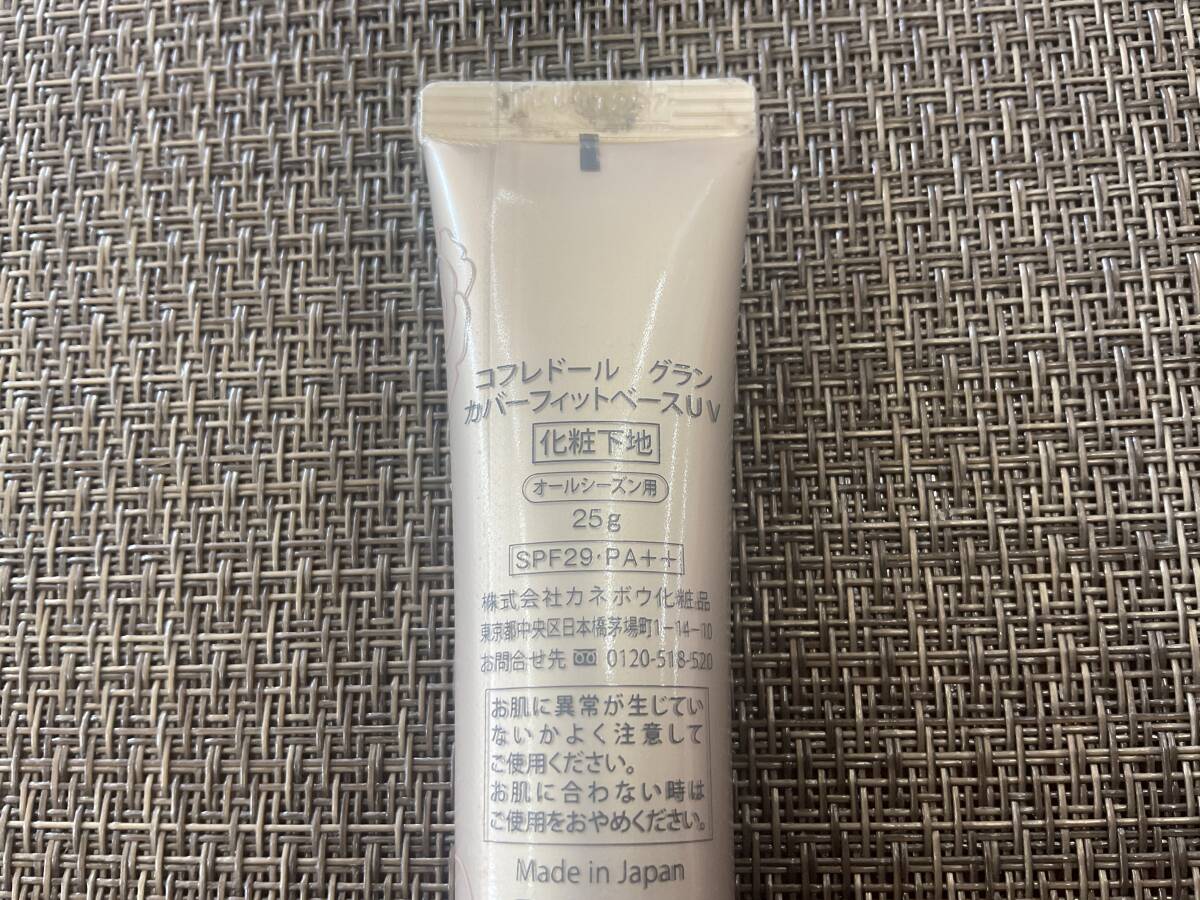 コフレドール グラン
カバーフィットベースUV
化粧下地
オールシーズン用
25g
SPF29・PA++
株式会社カネボウ化粧品
東京都中央区日本橋茅場町1-14-10
お問合せ先 0120-518-520
お肌に異常が生じてい
ないかよく注意して
ご使用ください。
お肌に合わない時は
ご使用をおやめください。
Made in Japan